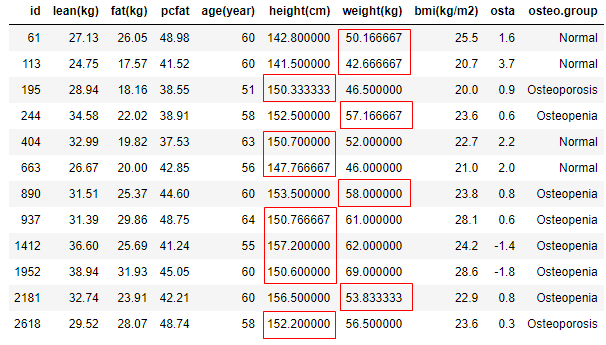 id lean(kg) fat(kg) pcfat age(year) height(cm) weight(kg) bmi(kg/m2) osta osteo.group
61 27.13 26.05 48.98 60 142.800000 50.166667 25.5 1.6 Normal
113 24.75 17.57 41.52 60 141.500000 42.666667 20.7 3.7 Normal
195 28.94 18.16 38.55 51 150.333333 46.500000 20.0 0.9 Osteoporosis
244 34.58 22.02 38.91 58 152.500000 57.166667 23.6 0.6 Osteopenia
404 32.99 19.82 37.53 63 150.700000 52.000000 22.7 2.2 Normal
663 26.67 20.00 42.85 56 147.766667 46.000000 21.0 2.0 Normal
890 31.51 25.37 44.60 60 153.500000 58.000000 23.8 0.8 Osteopenia
937 31.39 29.86 48.75 64 150.766667 61.000000 28.1 0.6 Osteopenia
1412 36.60 25.69 41.24 55 157.200000 62.000000 24.2 -1.4 Osteopenia
1952 38.94 31.93 45.05 60 150.600000 69.000000 28.6 -1.8 Osteopenia
2181 32.74 23.91 42.21 60 156.500000 53.833333 22.9 0.8 Osteopenia
2618 29.52 28.07 48.74 58 152.200000 56.500000 23.6 0.3 Osteoporosis